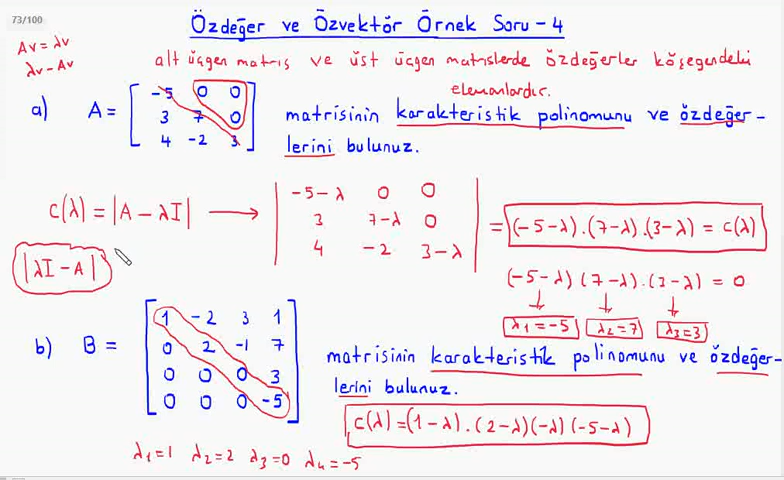 73/100
Özdeğer ve Özvektör Örnek Soru - 4
Av = λv
λv - Av
alt üçgen matris ve üst üçgen matrislerde özdeğerler köşegendeki
elemanlardır.
a) A = [ -5 0 0
3 7 0
4 -2 3 ]
matrisinin karakteristik polinomunu ve özdeğer-
lerini bulunuz.
c(λ) = |A - λI| → | -5-λ 0 0
3 7-λ 0
4 -2 3-λ | = (-5-λ).(7-λ).(3-λ) = c(λ)
|λI - A|
(-5-λ)(7-λ).(3-λ) = 0
λ1 = -5 λ2 = 7 λ3 = 3
b) B = [ 1 -2 3 1
0 2 -1 7
0 0 0 3
0 0 0 -5 ]
matrisinin karakteristik polinomunu ve özdeğer-
lerini bulunuz.
c(λ) = (1-λ).(2-λ)(-λ)(-5-λ)
λ1 = 1 λ2 = 2 λ3 = 0 λ4 = -5